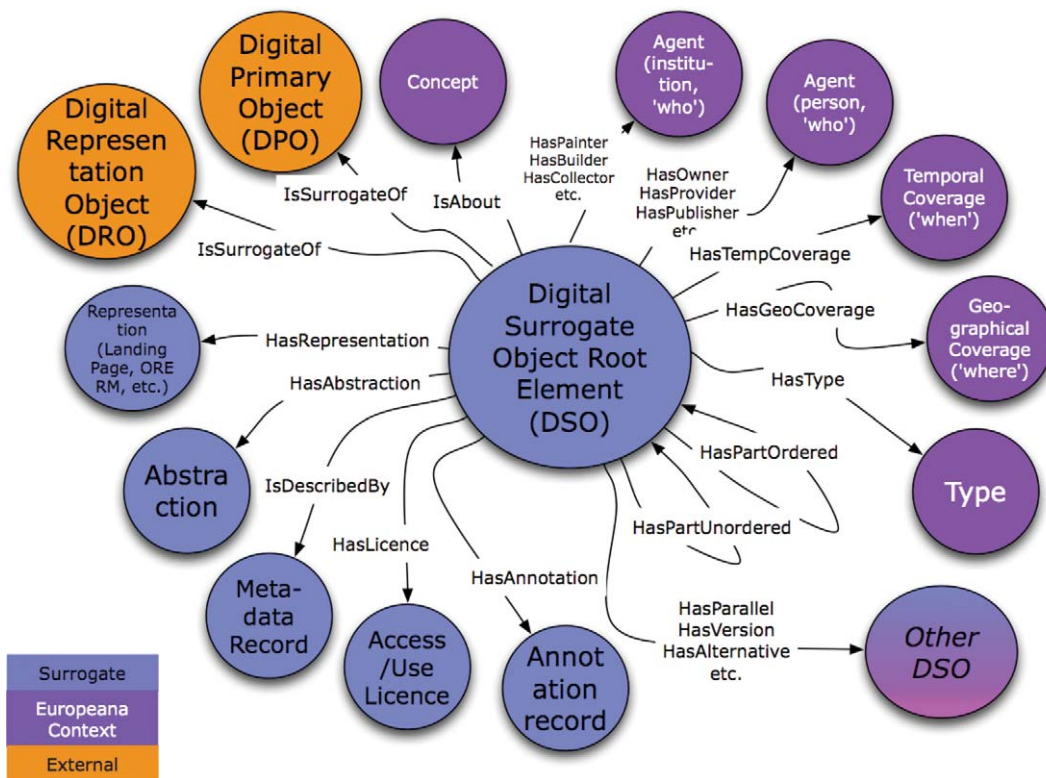 Digital
Primary
Object
(DPO)
Concept
Agent
(institu-
tion,
'who')
Agent
(person,
'who')
Digital
Represen
tation
Object
(DRO)
HasPainter
HasBuilder
HasCollector
etc.
HasOwner
HasProvider
HasPublisher
etc.
Temporal
Coverage
('when')
IsSurrogateOf
IsAbout
IsSurrogateOf
HasTempCoverage
Digital
Surrogate
Object Root
Element
(DSO)
Representa
tion
(Landing
Page, ORE
RM, etc.)
HasRepresentation
HasGeoCoverage
Geo-
graphical
Coverage
('where')
HasAbstraction
HasType
Abstra
ction
HasPartOrdered
Type
IsDescribedBy
HasPartUnordered
HasLicence
HasAnnotation
Meta-
data
Record
Access
/Use
Licence
Annot
ation
record
HasParallel
HasVersion
HasAlternative
etc.
Other
DSO
Surrogate
Europeana
Context
External